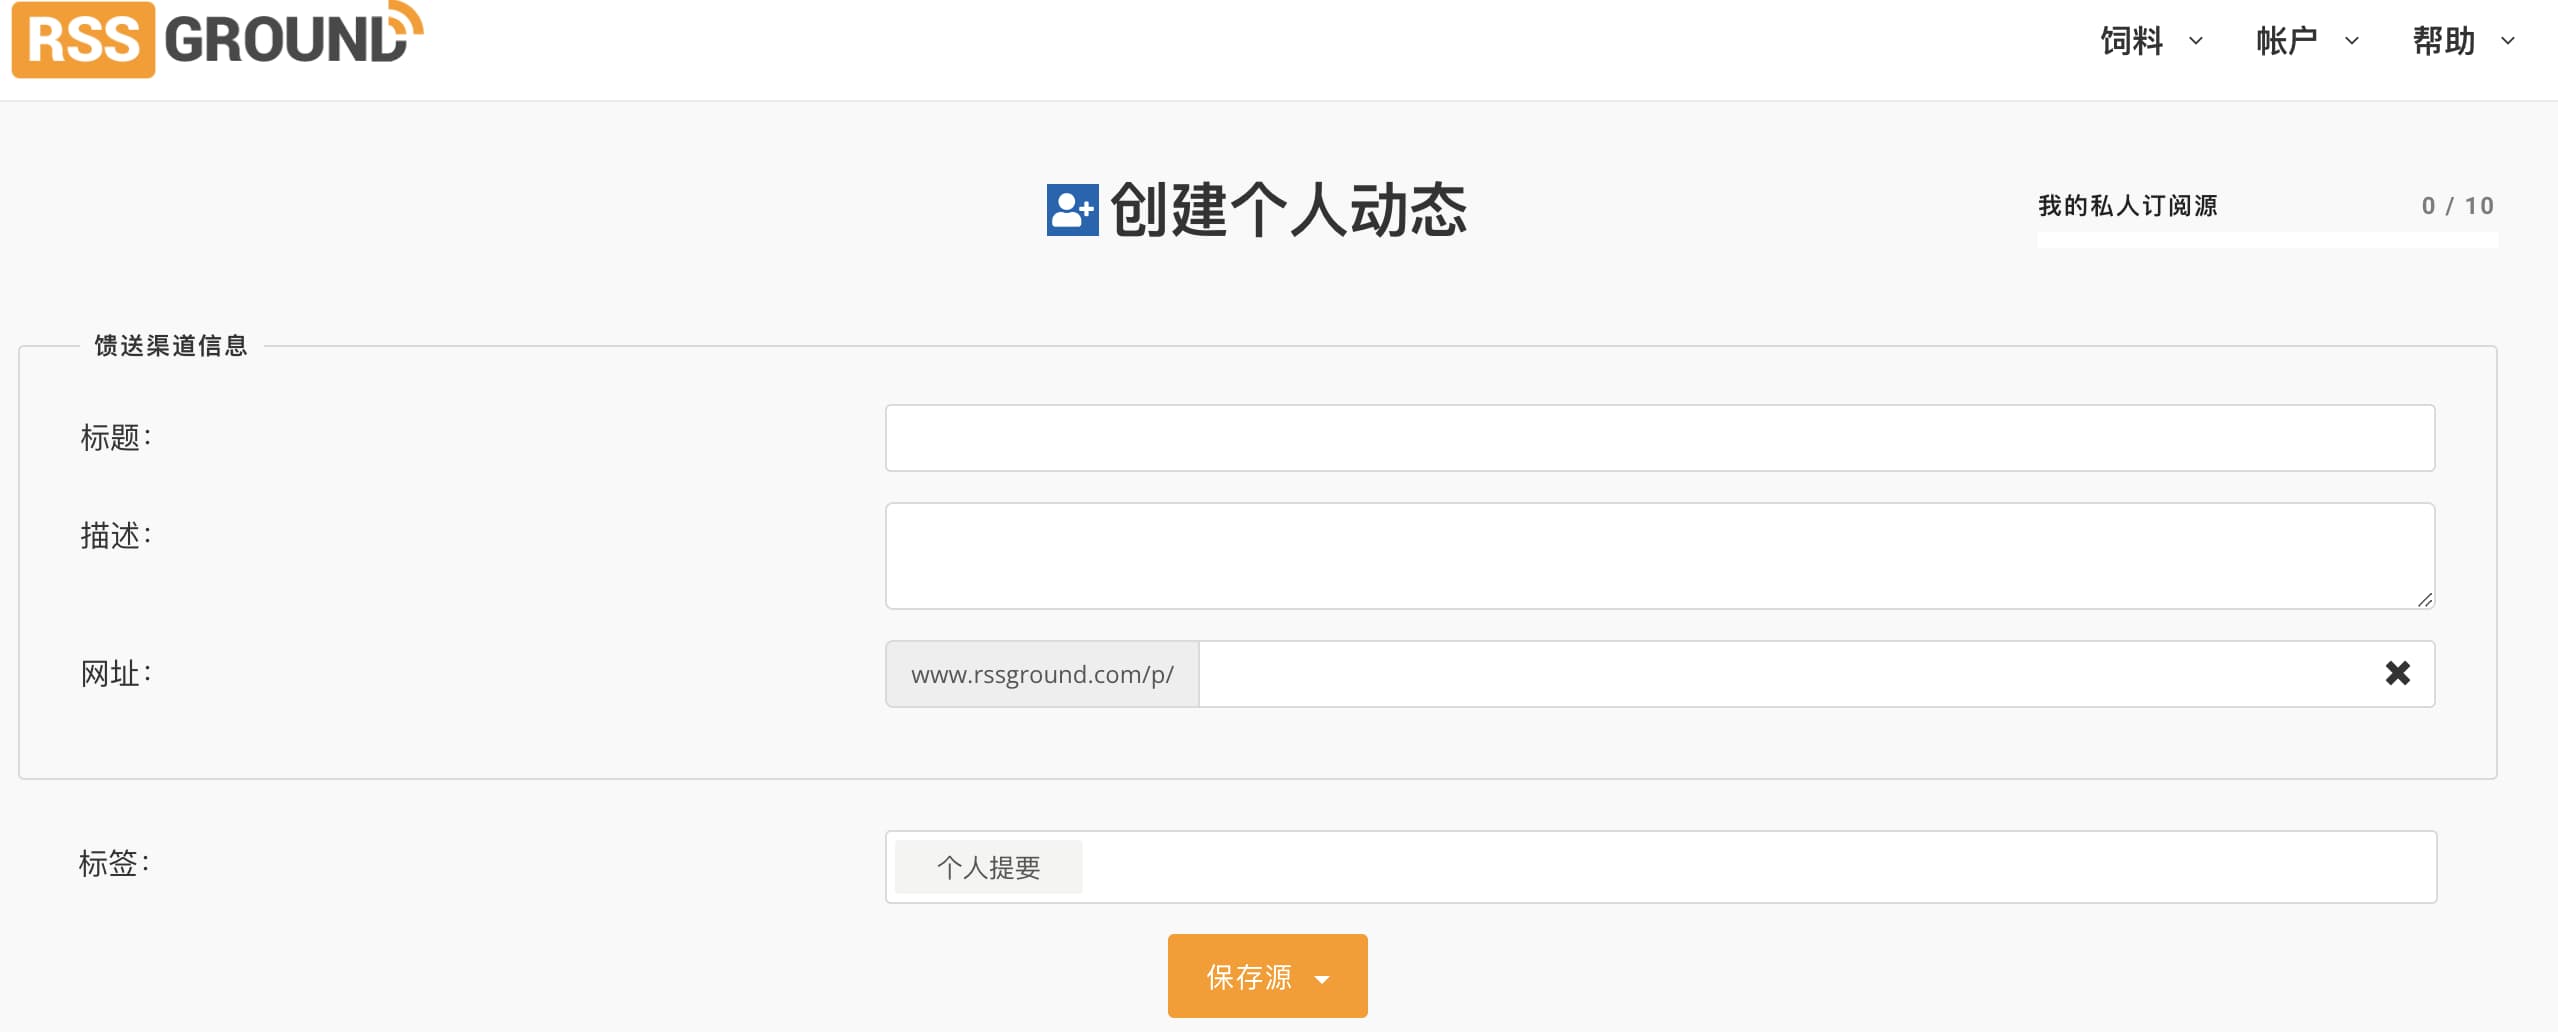 RSS GROUND
饲料 帐户 帮助
创建个人动态
我的私人订阅源 0 / 10
馈送渠道信息
标题：
描述：
网址： www.rssground.com/p/
标签： 个人提要
保存源